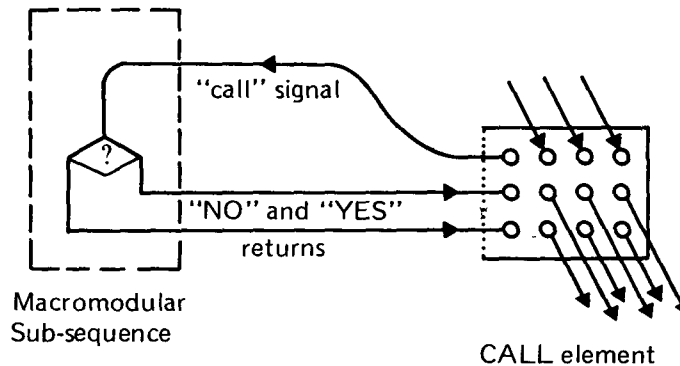 "call" signal
?
"NO" and "YES"
returns
Macromodular
Sub-sequence
CALL element